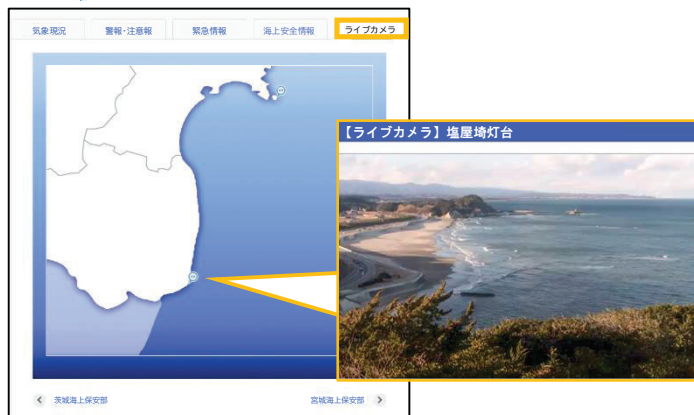 気象現況
警報・注意報
緊急情報
海上安全情報
ライブカメラ
【ライブカメラ】塩屋埼灯台
茨城海上保安部
宮城海上保安部